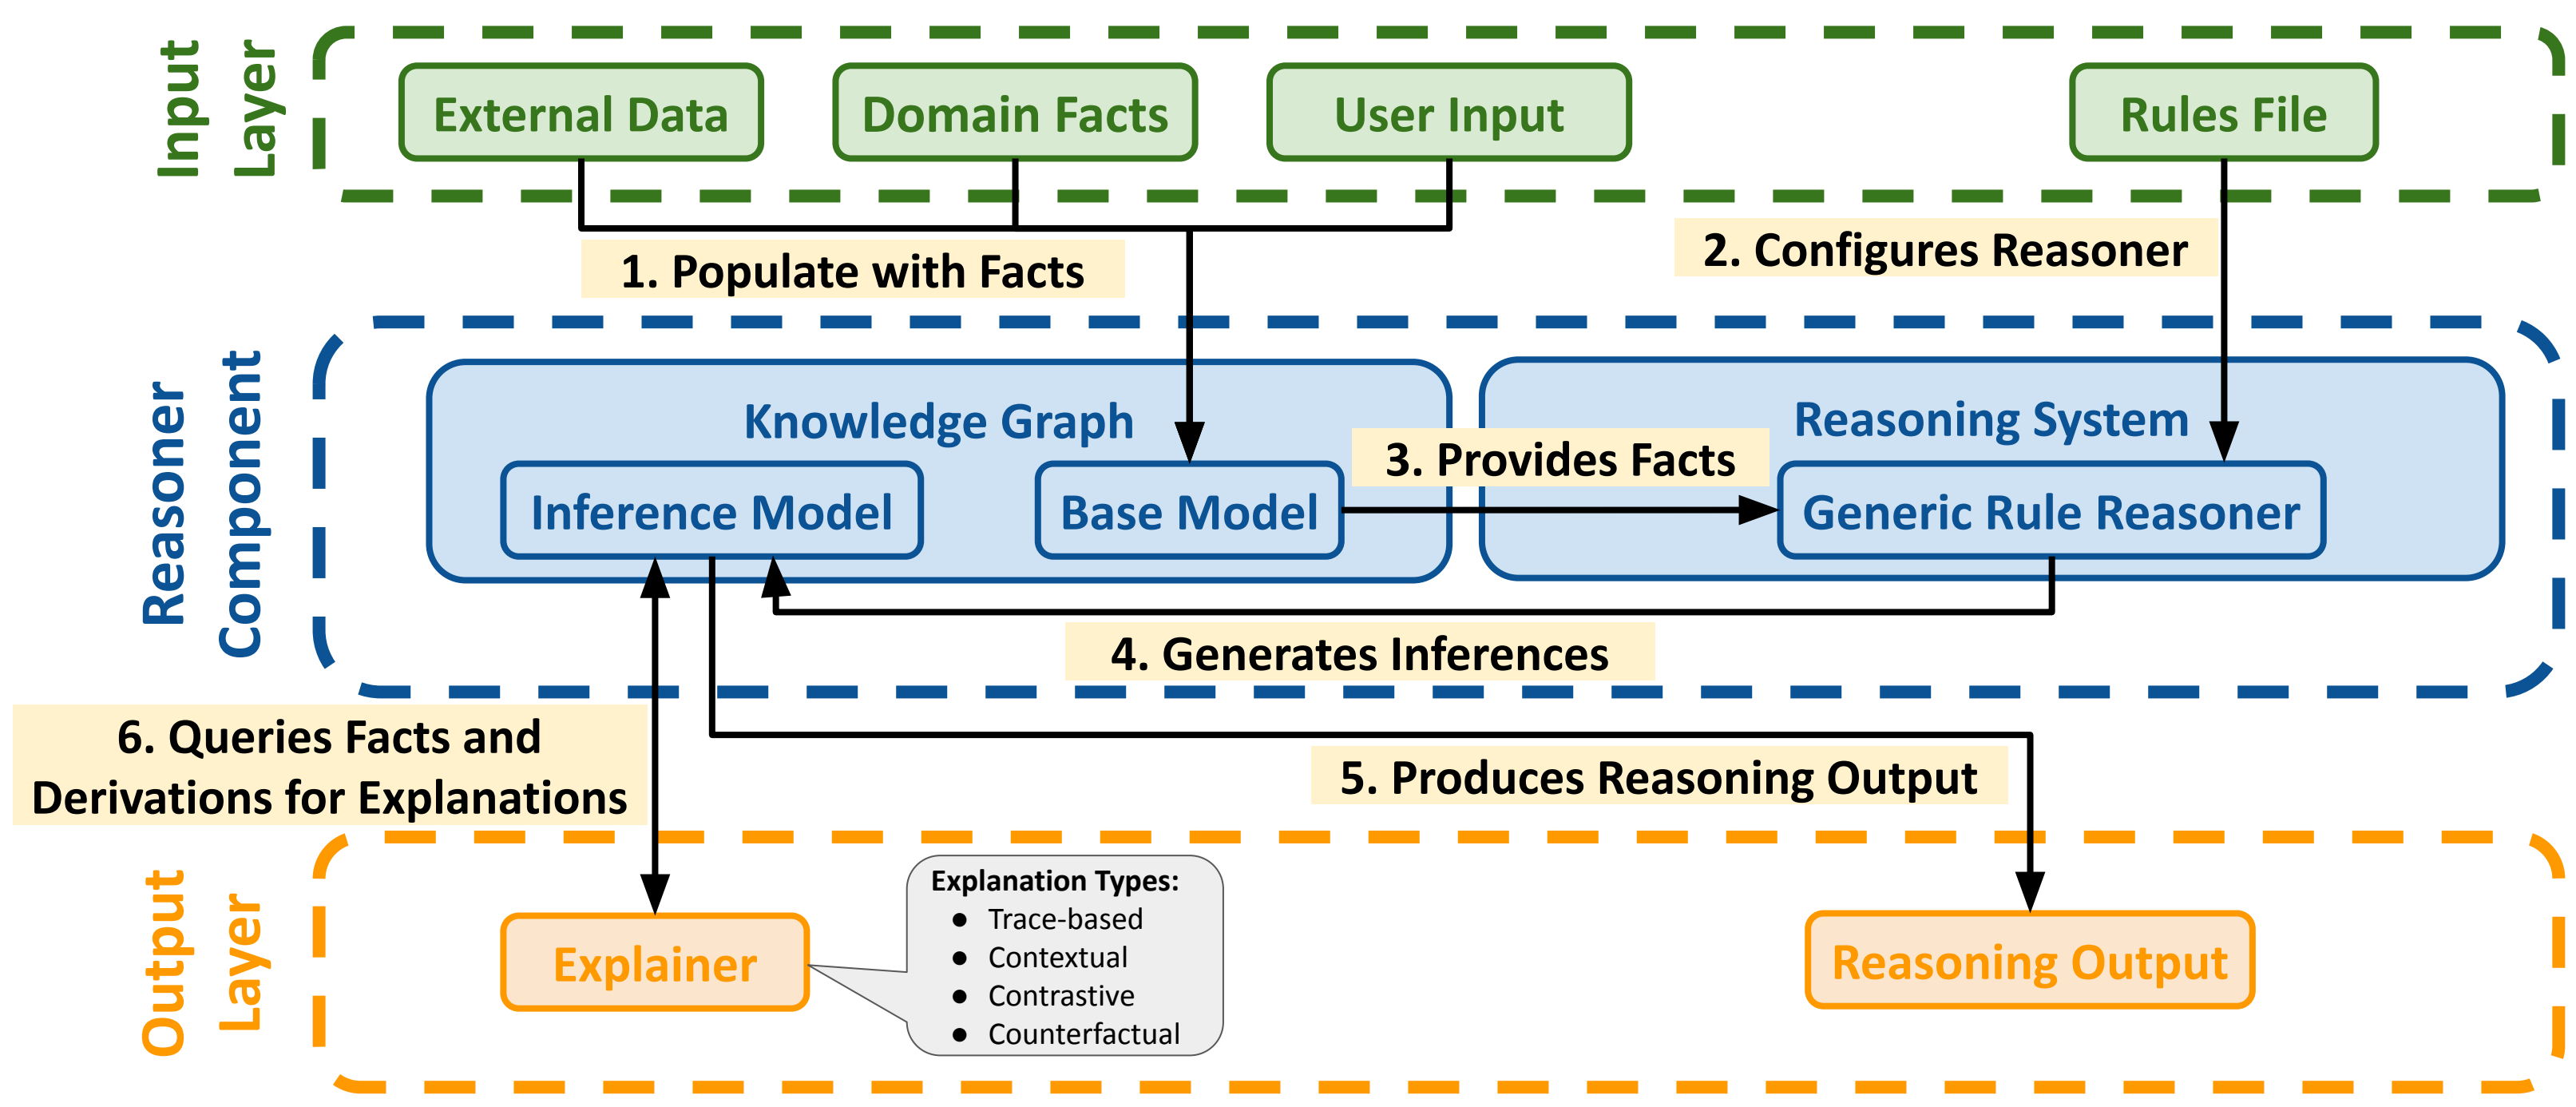 Input
Layer
External Data
Domain Facts
User Input
Rules File
1. Populate with Facts
2. Configures Reasoner
Reasoner
Component
Knowledge Graph
Reasoning System
3. Provides Facts
Inference Model
Base Model
Generic Rule Reasoner
4. Generates Inferences
6. Queries Facts and
Derivations for Explanations
5. Produces Reasoning Output
Output
Layer
Explainer
Explanation Types:
● Trace-based
● Contextual
● Contrastive
● Counterfactual
Reasoning Output